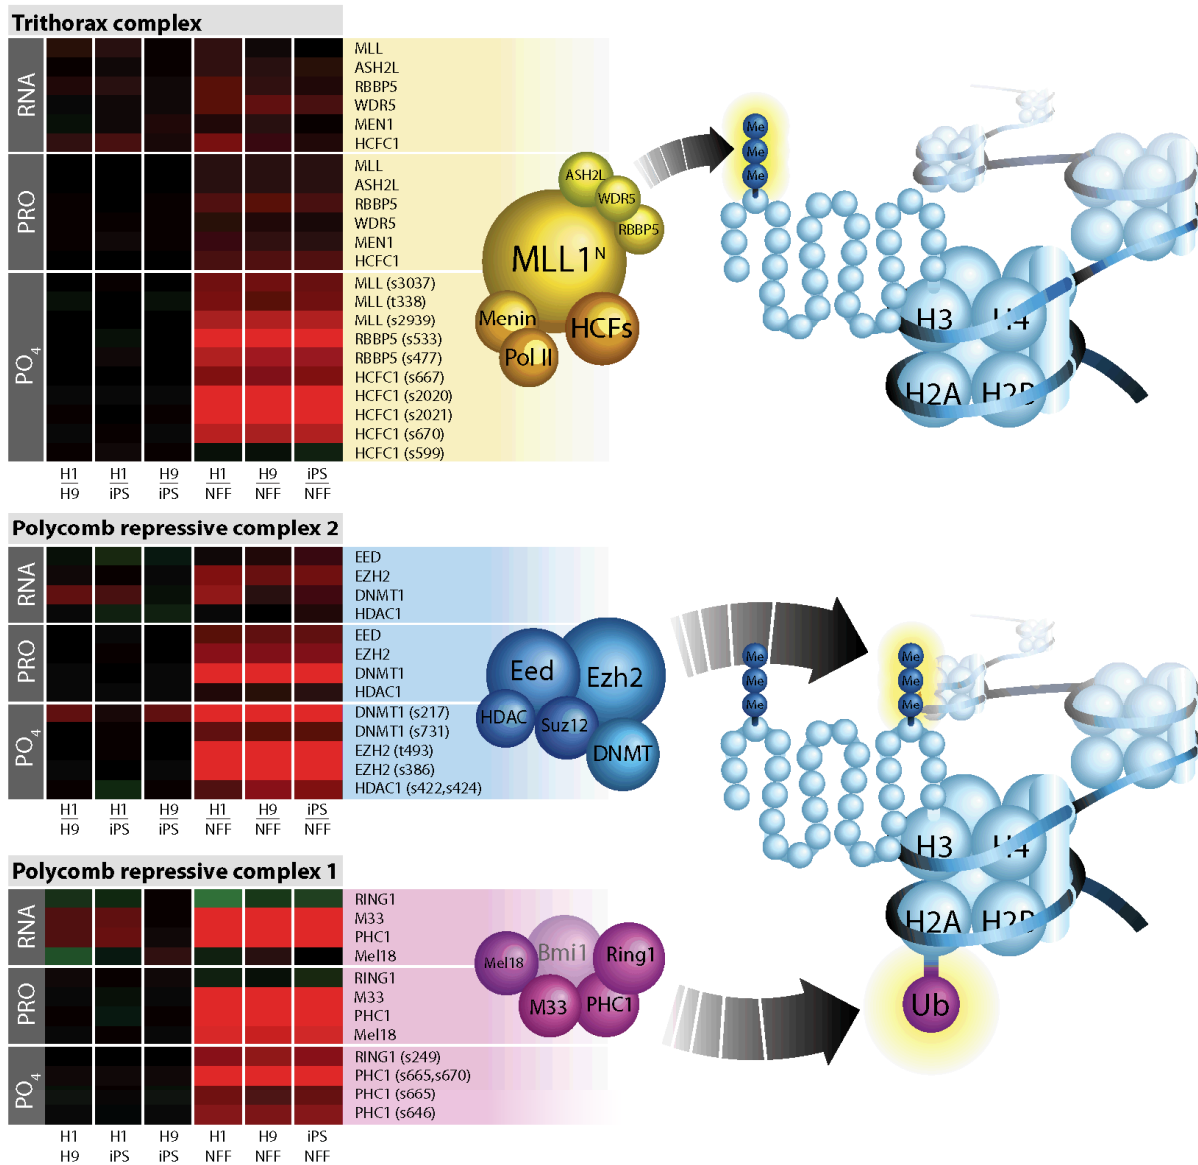 Trithorax complex
RNA
MLL
ASH2L
RBBP5
WDR5
MEN1
HCFC1
PRO
MLL
ASH2L
RBBP5
WDR5
MEN1
HCFC1
PO4
MLL (s3037)
MLL (t338)
MLL (s2939)
RBBP5 (s533)
RBBP5 (s477)
HCFC1 (s667)
HCFC1 (s2020)
HCFC1 (s2021)
HCFC1 (s670)
HCFC1 (s599)
H1 H1 H9 H1 H9 iPS
H9 iPS iPS NFF NFF NFF
ASH2L
WDR5
RBBP5
MLL1N
Menin
HCFs
Pol II
Me
Me
Me
H3 H4
H2A H2B
Polycomb repressive complex 2
RNA
EED
EZH2
DNMT1
HDAC1
PRO
EED
EZH2
DNMT1
HDAC1
PO4
DNMT1 (s217)
DNMT1 (s731)
EZH2 (t493)
EZH2 (s386)
HDAC1 (s422,s424)
H1 H1 H9 H1 H9 iPS
H9 iPS iPS NFF NFF NFF
Eed
Ezh2
HDAC
Suz12
DNMT
Me Me
Me Me
Me Me
H3 H4
H2A H2B
Ub
Polycomb repressive complex 1
RNA
RING1
M33
PHC1
Mel18
PRO
RING1
M33
PHC1
Mel18
PO4
RING1 (s249)
PHC1 (s665,s670)
PHC1 (s665)
PHC1 (s646)
H1 H1 H9 H1 H9 iPS
H9 iPS iPS NFF NFF NFF
Mel18
Bmi1
Ring1
M33
PHC1